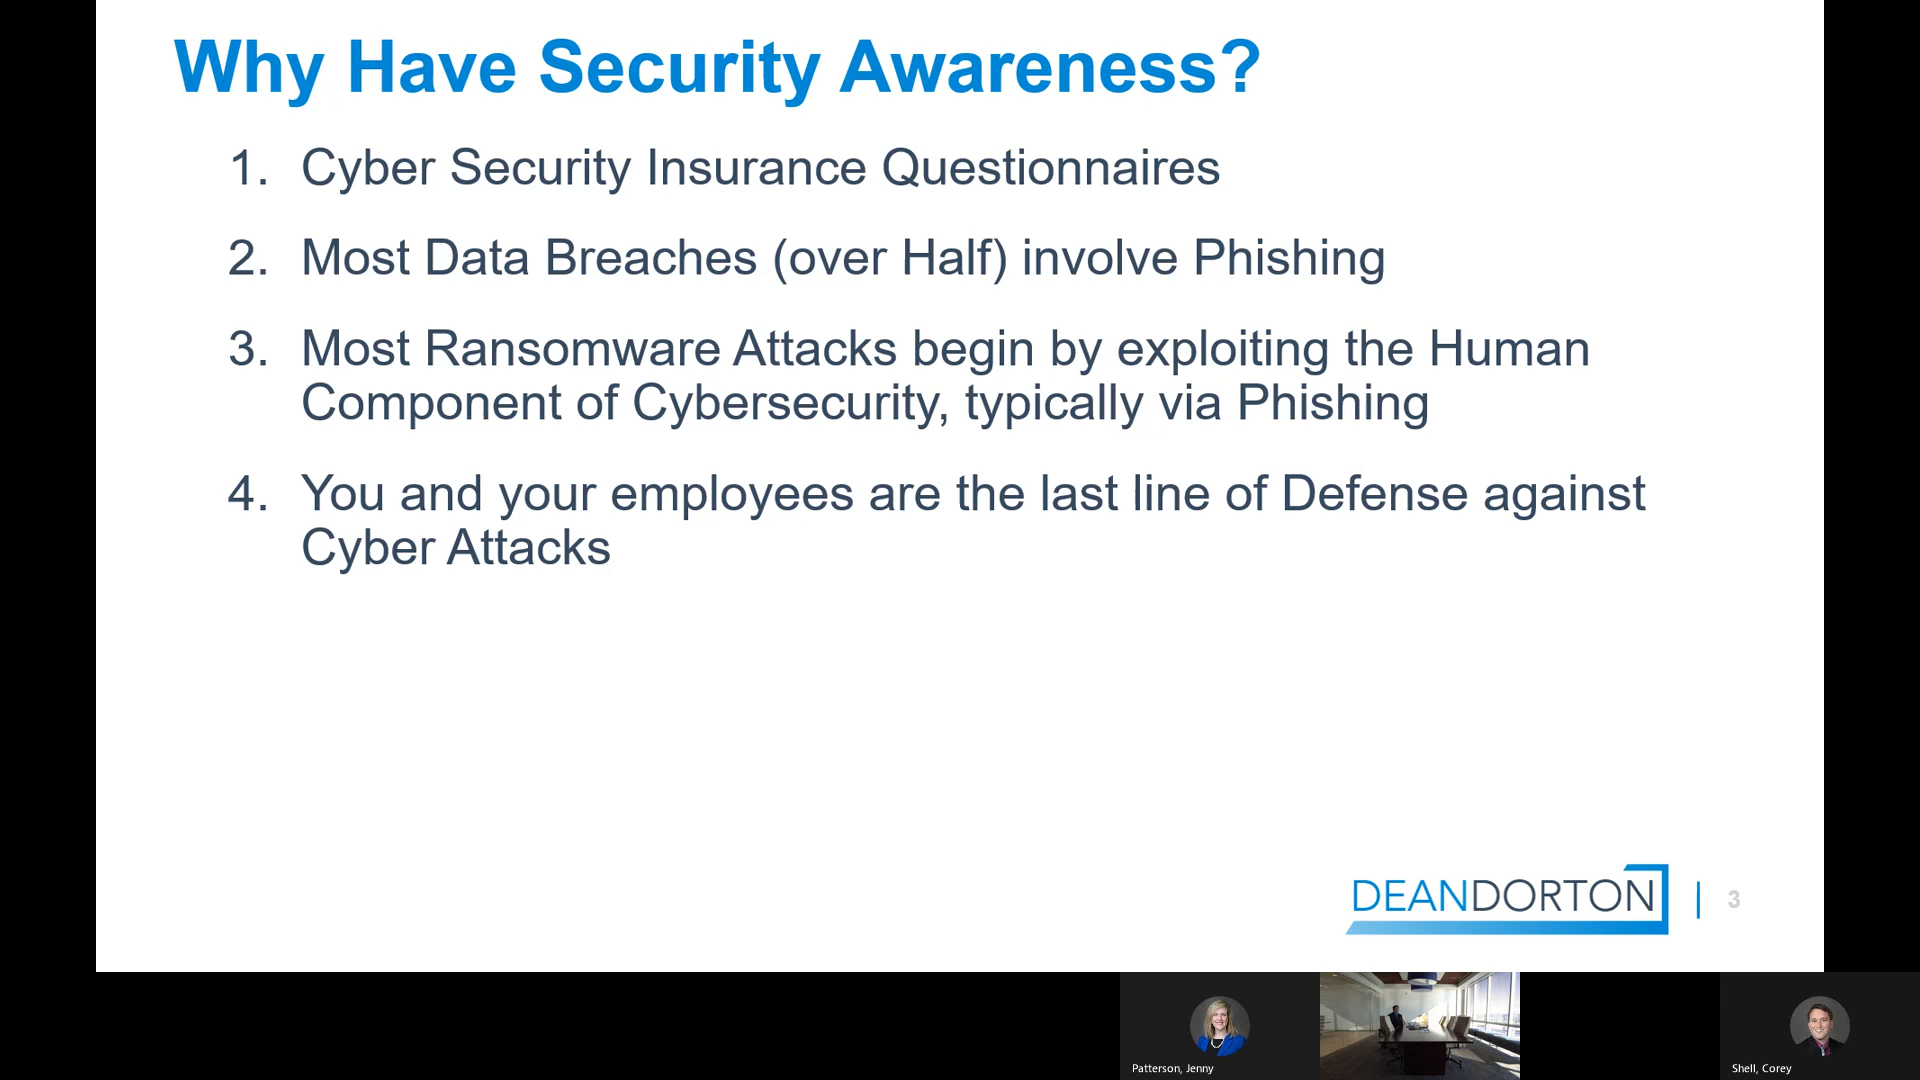 Why Have Security Awareness?
1. Cyber Security Insurance Questionnaires
2. Most Data Breaches (over Half) involve Phishing
3. Most Ransomware Attacks begin by exploiting the Human
Component of Cybersecurity, typically via Phishing
4. You and your employees are the last line of Defense against
Cyber Attacks
DEANDORTON
3
Patterson, Jenny
Shell, Corey